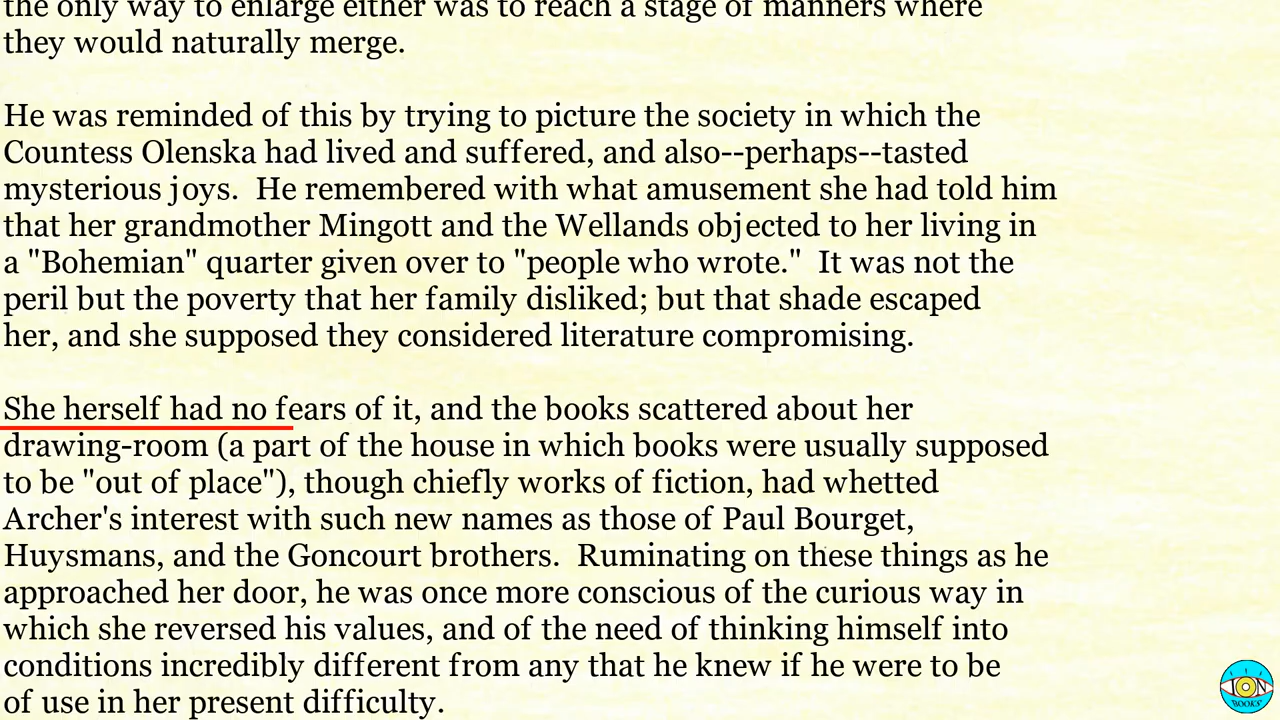 the only way to enlarge either was to reach a stage of manners where
they would naturally merge.
He was reminded of this by trying to picture the society in which the
Countess Olenska had lived and suffered, and also--perhaps--tasted
mysterious joys.  He remembered with what amusement she had told him
that her grandmother Mingott and the Wellands objected to her living in
a "Bohemian" quarter given over to "people who wrote."  It was not the
peril but the poverty that her family disliked; but that shade escaped
her, and she supposed they considered literature compromising.
She herself had no fears of it, and the books scattered about her
drawing-room (a part of the house in which books were usually supposed
to be "out of place"), though chiefly works of fiction, had whetted
Archer's interest with such new names as those of Paul Bourget,
Huysmans, and the Goncourt brothers.  Ruminating on these things as he
approached her door, he was once more conscious of the curious way in
which she reversed his values, and of the need of thinking himself into
conditions incredibly different from any that he knew if he were to be
of use in her present difficulty.
ION
BOOKS